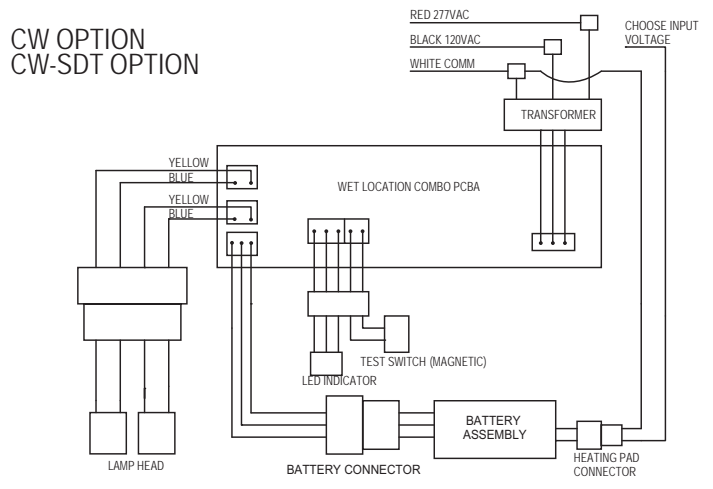 CW OPTION
CW-SDT OPTION
RED 277VAC
BLACK 120VAC
WHITE COMM
CHOOSE INPUT
VOLTAGE
TRANSFORMER
YELLOW
BLUE
YELLOW
BLUE
WET LOCATION COMBO PCBA
TEST SWITCH (MAGNETIC)
LED INDICATOR
BATTERY
ASSEMBLY
LAMP HEAD
BATTERY CONNECTOR
HEATING PAD
CONNECTOR